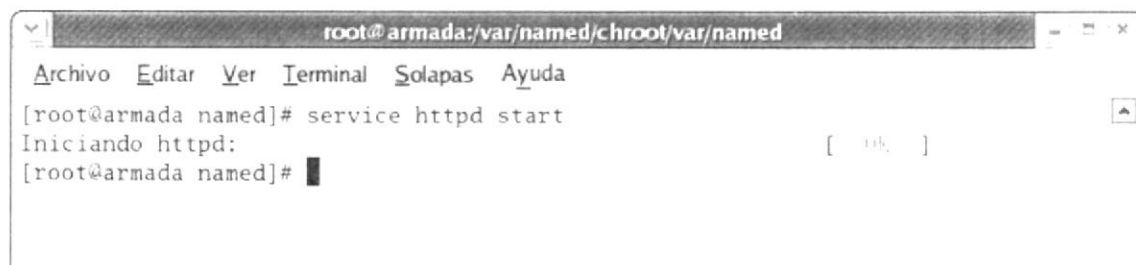 root@armada:/var/named/chroot/var/named
Archivo Editar Ver Terminal Solapas Ayuda
[root@armada named]# service httpd start
Iniciando httpd: [ OK ]
[root@armada named]#